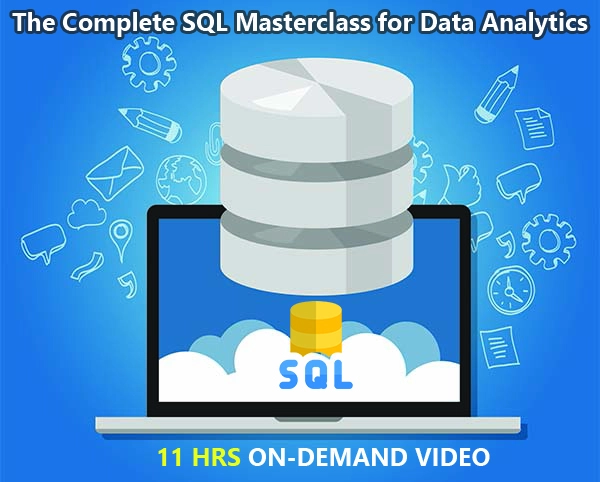 The Complete SQL Masterclass for Data Analytics
SQL
11 HRS ON-DEMAND VIDEO